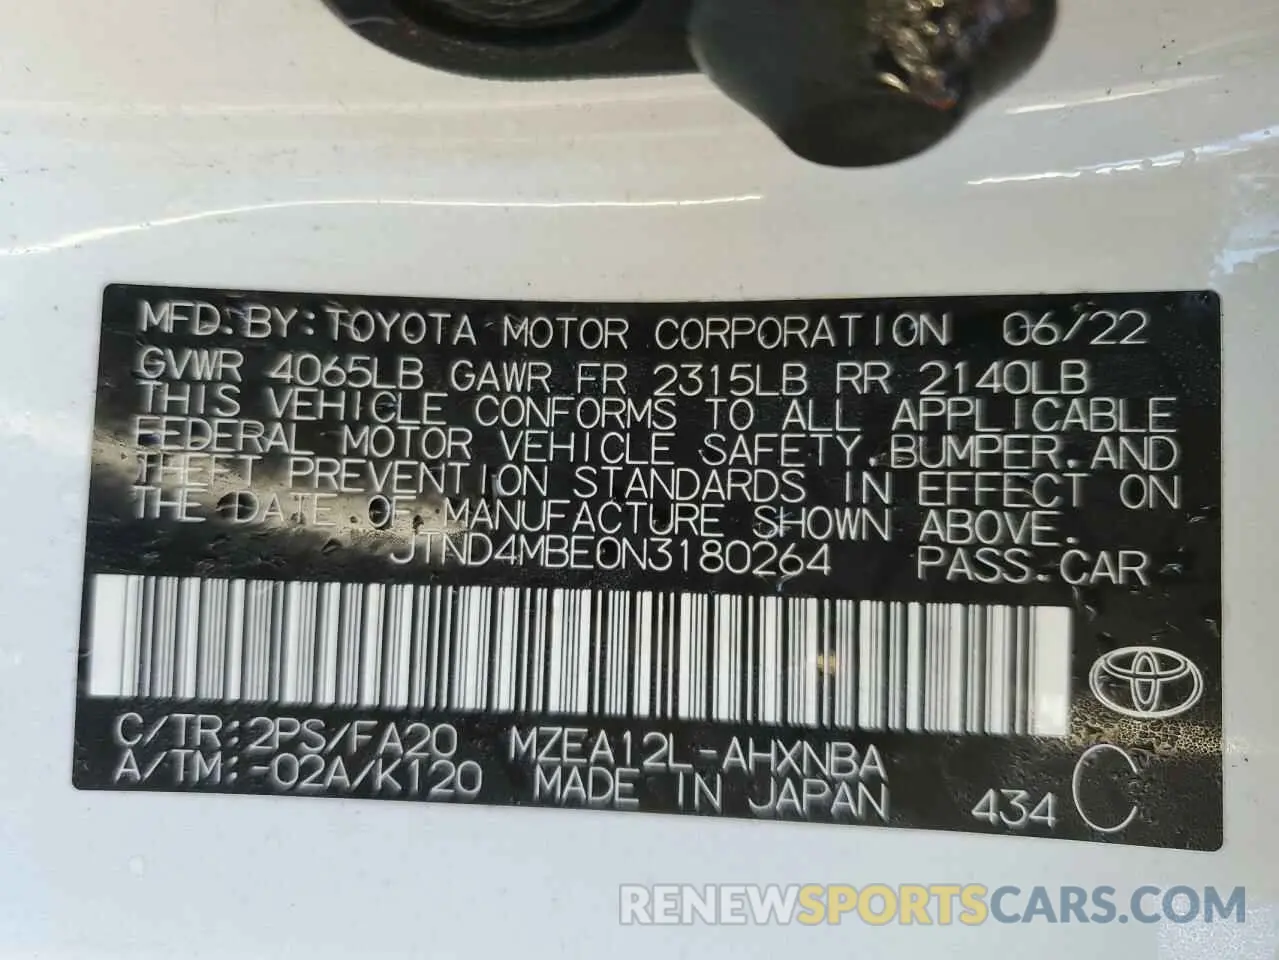 MFD. BY: TOYOTA MOTOR CORPORATION 06/22
GVWR 4065LB GAWR FR 2315LB RR 2140LB
THIS VEHICLE CONFORMS TO ALL APPLICABLE
FEDERAL MOTOR VEHICLE SAFETY, BUMPER, AND
THEFT PREVENTION STANDARDS IN EFFECT ON
THE DATE OF MANUFACTURE SHOWN ABOVE.
JTND4MBE0N3180264 PASS. CAR
C/TR: 2PS/FA20 MZEA12L-AHXNBA
A/TM: -02A/K120 MADE IN JAPAN 434 C
RENEWSPORTSCARS.COM